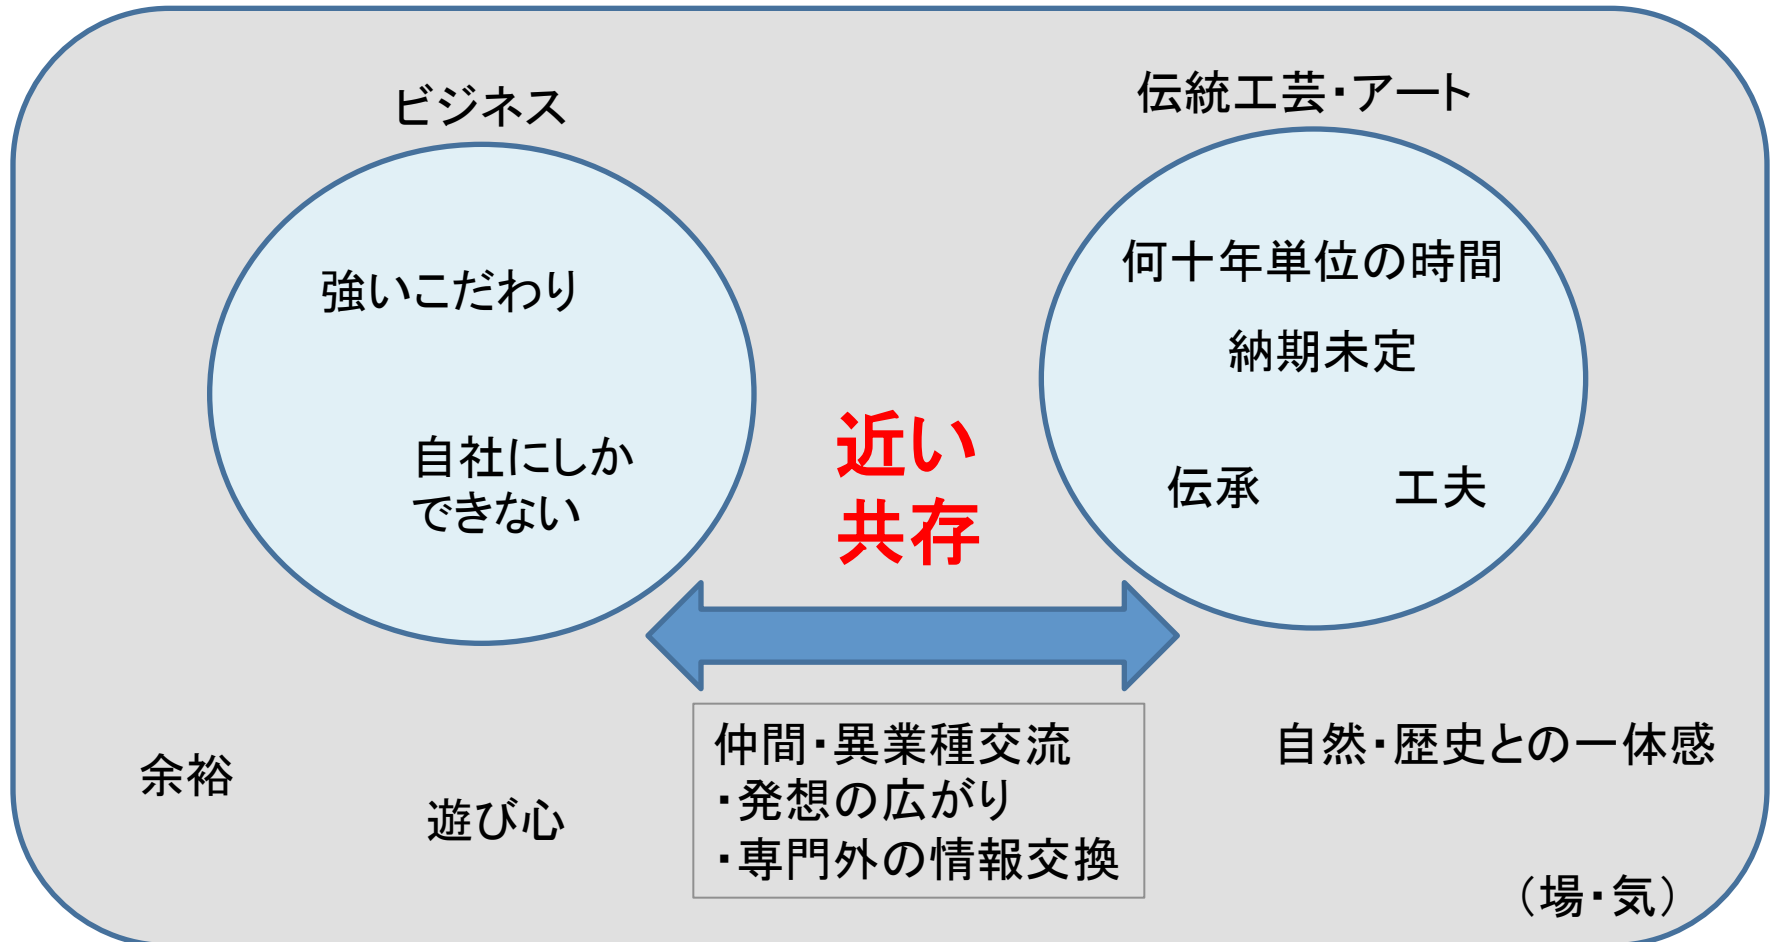 ビジネス
伝統工芸・アート
強いこだわり
自社にしか
できない
何十年単位の時間
納期未定
伝承
工夫
近い
共存
仲間・異業種交流
・発想の広がり
・専門外の情報交換
余裕
遊び心
自然・歴史との一体感
（場・気）